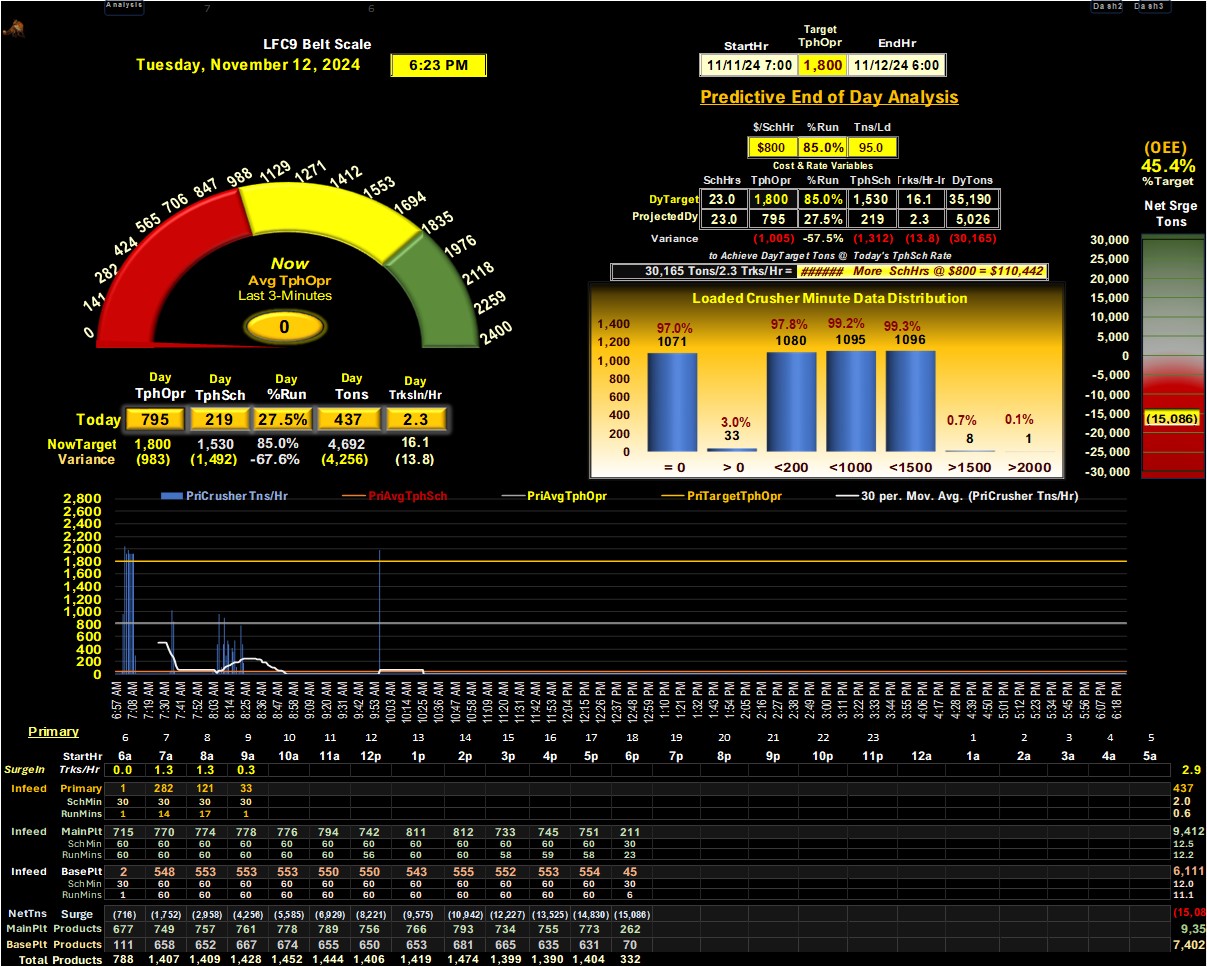 Analysis 7 6 Dash2 Dash3
LFC9 Belt Scale
Tuesday, November 12, 2024 6:23 PM
Target
StartHr TphOpr EndHr
11/11/24 7:00 1,800 11/12/24 6:00
Predictive End of Day Analysis
$/SchHr %Run Tns/Ld
$800 85.0% 95.0
Cost & Rate Variables
SchHrs TphOpr %Run TphSch Trks/Hr-Ir DyTons
DyTarget 23.0 1,800 85.0% 1,530 16.1 35,190
ProjectedDy 23.0 795 27.5% 219 2.3 5,026
Variance (1,005) -57.5% (1,312) (13.8) (30,165)
to Achieve DayTarget Tons @ Today's TphSch Rate
30,165 Tons/2.3 Trks/Hr = ###### More SchHrs @ $800 = $110,442
(OEE)
45.4%
%Target
Net Srge
Tons
30,000
25,000
20,000
15,000
10,000
5,000
0
-5,000
-10,000
-15,000
(15,086)
-20,000
-25,000
-30,000
0 141 282 424 565 706 847 988 1129 1271 1412 1553 1694 1835 1976 2118 2259 2400
Now
Avg TphOpr
Last 3-Minutes
0
Loaded Crusher Minute Data Distribution
1,400
1,200
1,000
800
600
400
200
0
97.0% 3.0% 97.8% 99.2% 99.3% 0.7% 0.1%
1071 33 1080 1095 1096 8 1
= 0 > 0 <200 <1000 <1500 >1500 >2000
Day Day Day Day Day
TphOpr TphSch %Run Tons TrksIn/Hr
Today 795 219 27.5% 437 2.3
NowTarget 1,800 1,530 85.0% 4,692 16.1
Variance (983) (1,492) -67.6% (4,256) (13.8)
PriCrusher Tns/Hr PriAvgTphSch PriAvgTphOpr PriTargetTphOpr 30 per. Mov. Avg. (PriCrusher Tns/Hr)
2,800
2,600
2,400
2,200
2,000
1,800
1,600
1,400
1,200
1,000
800
600
400
200
0
6:57 AM 7:08 AM 7:19 AM 7:30 AM 7:41 AM 7:52 AM 8:03 AM 8:14 AM 8:25 AM 8:36 AM 8:47 AM 8:58 AM 9:09 AM 9:20 AM 9:31 AM 9:42 AM 9:53 AM 10:03 AM 10:14 AM 10:25 AM 10:36 AM 10:47 AM 10:58 AM 11:09 AM 11:20 AM 11:31 AM 11:42 AM 11:53 AM 12:04 PM 12:15 PM 12:26 PM 12:37 PM 12:48 PM 12:59 PM 1:10 PM 1:21 PM 1:32 PM 1:43 PM 1:54 PM 2:05 PM 2:16 PM 2:27 PM 2:38 PM 2:49 PM 3:00 PM 3:11 PM 3:22 PM 3:33 PM 3:44 PM 3:55 PM 4:06 PM 4:17 PM 4:28 PM 4:39 PM 4:50 PM 5:01 PM 5:12 PM 5:23 PM 5:34 PM 5:45 PM 5:56 PM 6:07 PM 6:18 PM
Primary
6 7 8 9 10 11 12 13 14 15 16 17 18 19 20 21 22 23 1 2 3 4 5
StartHr 6a 7a 8a 9a 10a 11a 12p 1p 2p 3p 4p 5p 6p 7p 8p 9p 10p 11p 12a 1a 2a 3a 4a 5a
SurgeIn Trks/Hr 0.0 1.3 1.3 0.3 2.9
Infeed Primary 1 282 121 33 437
SchMin 30 30 30 30 2.0
RunMins 1 14 17 1 0.6
Infeed MainPlt 715 770 774 778 776 794 742 811 812 733 745 751 211 9,412
SchMin 60 60 60 60 60 60 60 60 60 60 60 60 30 12.5
RunMins 60 60 60 60 60 60 56 60 60 58 59 58 23 12.2
Infeed BasePlt 2 548 553 553 553 550 550 543 555 552 553 554 45 6,111
SchMin 30 60 60 60 60 60 60 60 60 60 60 60 30 12.0
RunMins 1 60 60 60 60 60 60 60 60 60 60 60 6 11.1
NetTns Surge (716) (1,752) (2,958) (4,256) (5,585) (6,929) (8,221) (9,575) (10,942) (12,227) (13,525) (14,830) (15,086) (15,08
MainPlt Products 677 749 757 761 778 789 756 766 793 734 755 773 262 9,35
BasePlt Products 111 658 652 667 674 655 650 653 681 665 635 631 70 7,402
Total Products 788 1,407 1,409 1,428 1,452 1,444 1,406 1,419 1,474 1,399 1,390 1,404 332